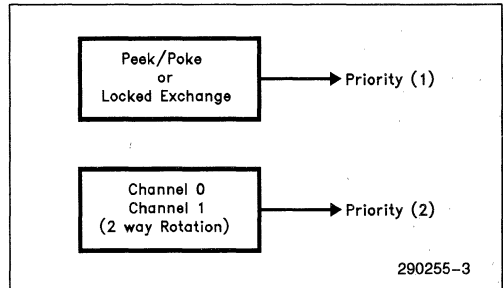 Peek/Poke
or
Locked Exchange
Priority (1)
Channel 0
Channel 1
(2 way Rotation)
Priority (2)
290255-3